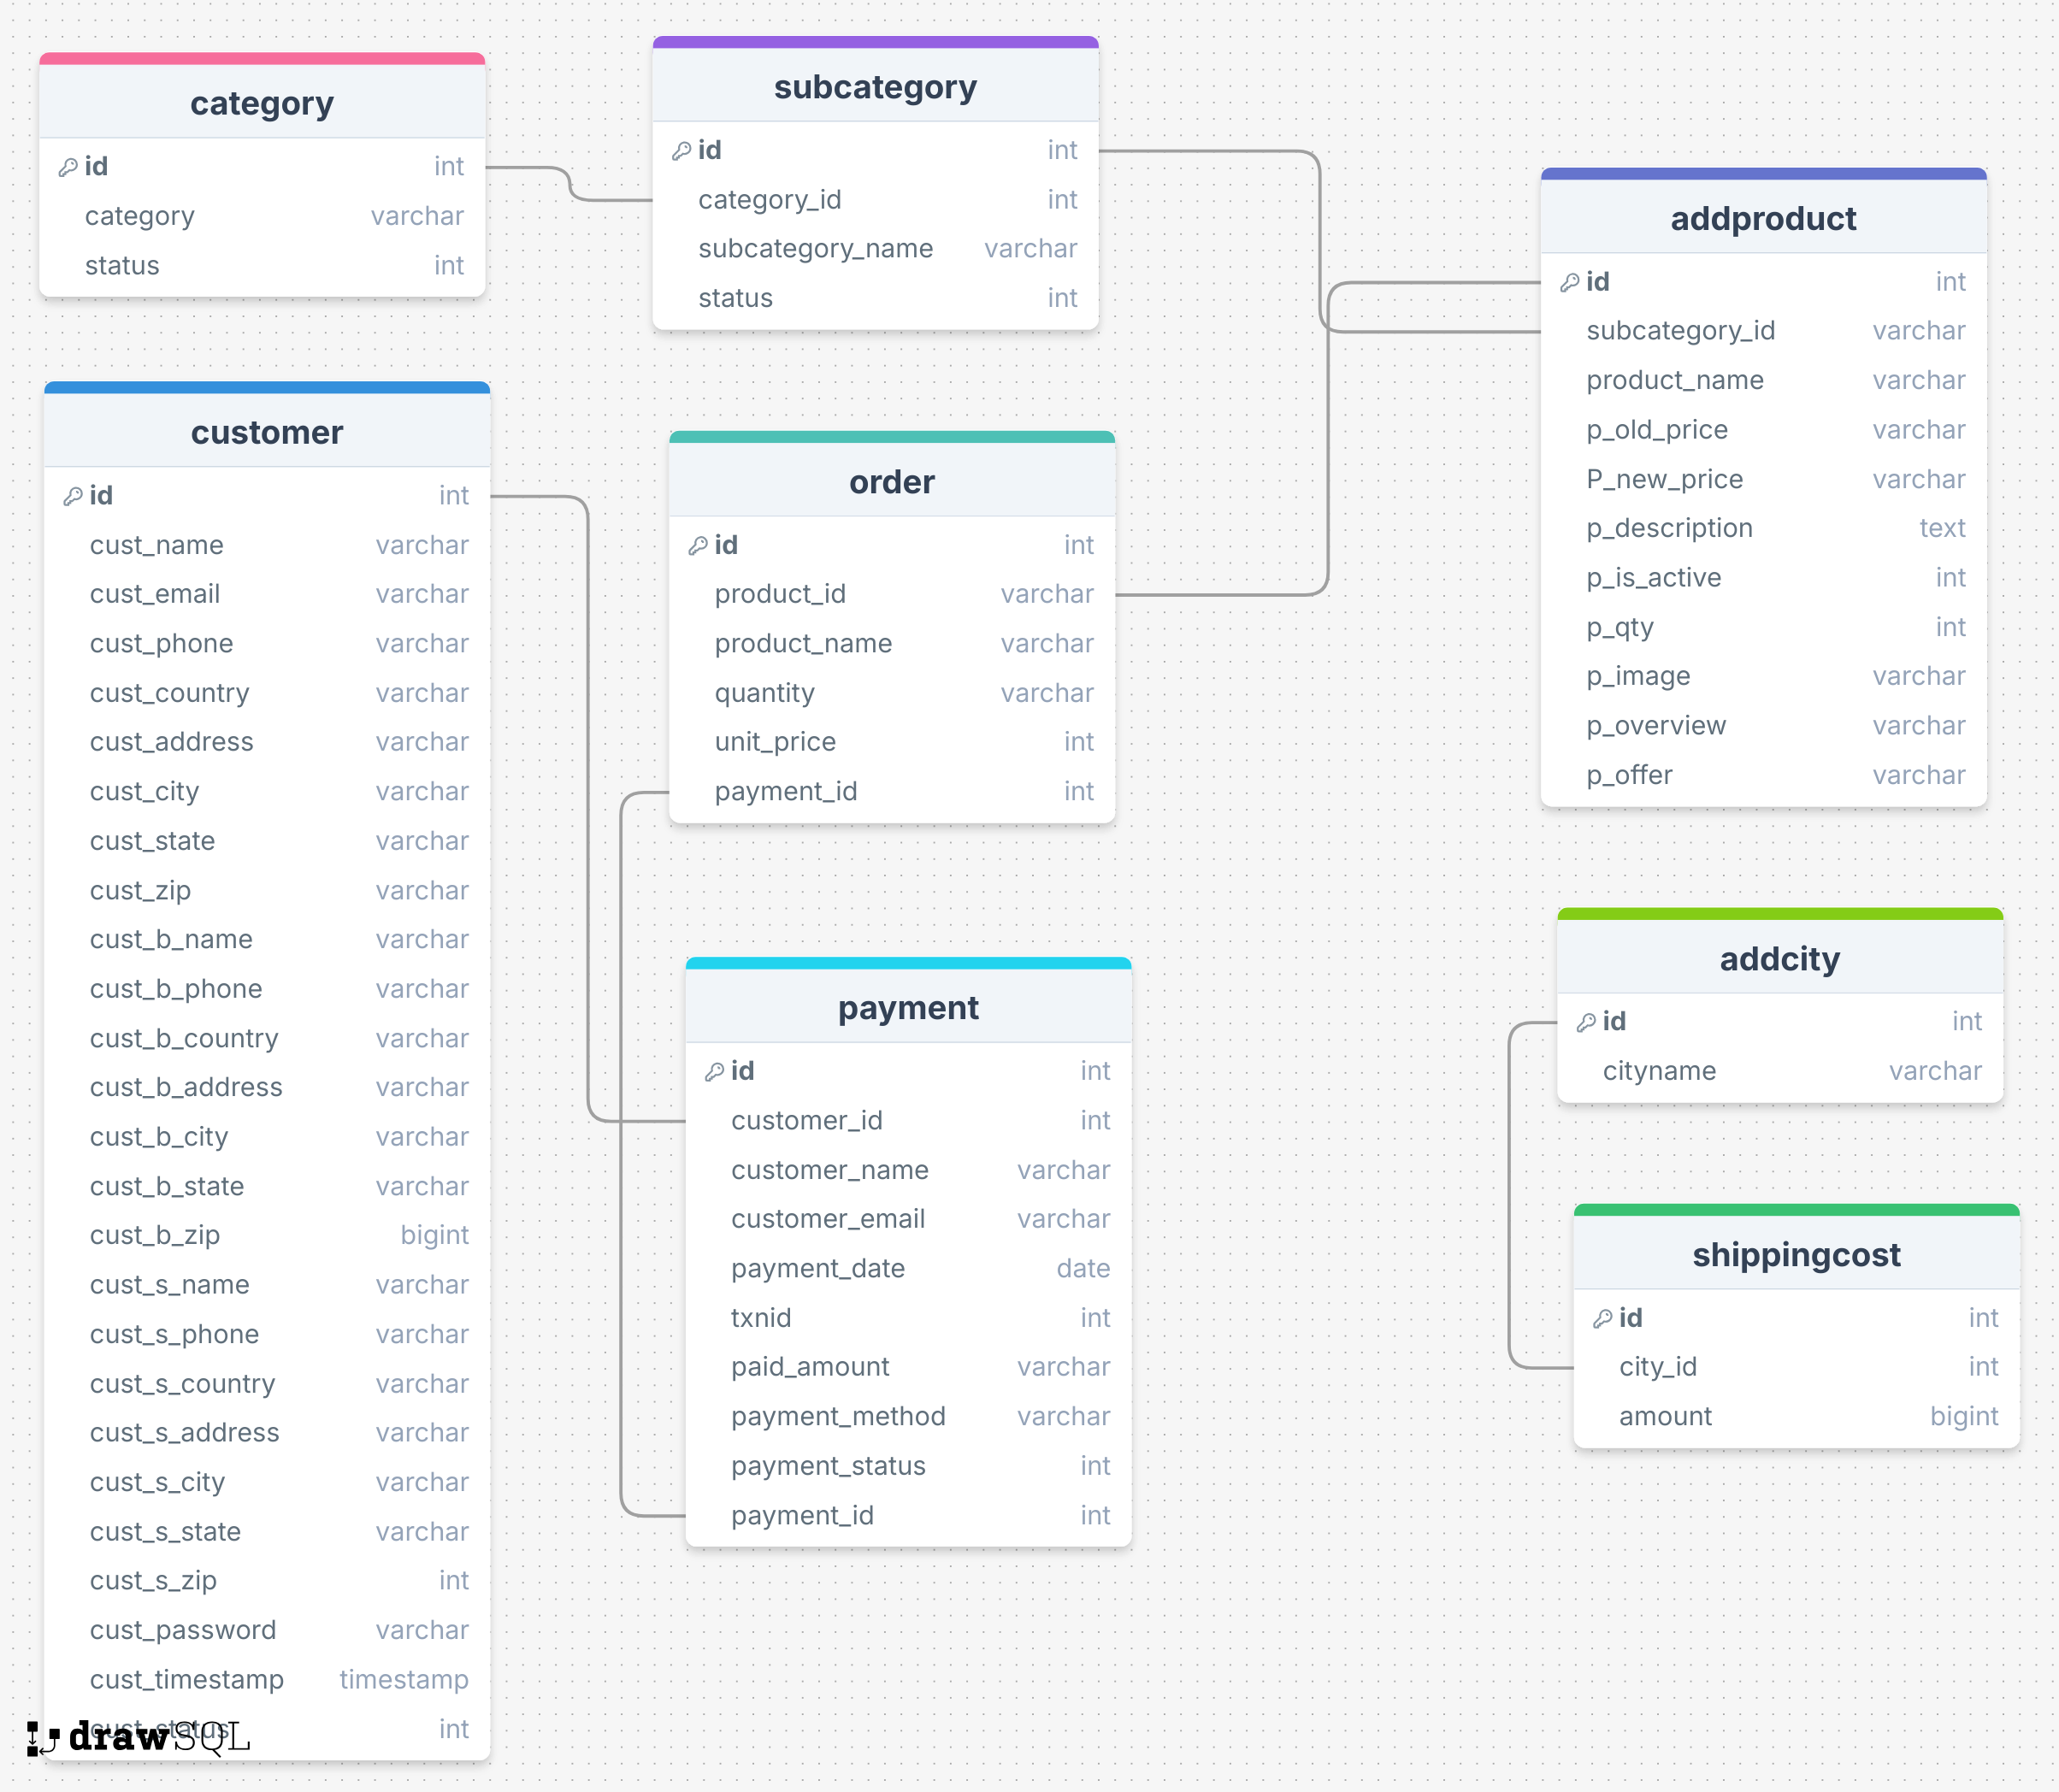 category
id int
category varchar
status int
subcategory
id int
category_id int
subcategory_name varchar
status int
addproduct
id int
subcategory_id varchar
product_name varchar
p_old_price varchar
P_new_price varchar
p_description text
p_is_active int
p_qty int
p_image varchar
p_overview varchar
p_offer varchar
customer
id int
cust_name varchar
cust_email varchar
cust_phone varchar
cust_country varchar
cust_address varchar
cust_city varchar
cust_state varchar
cust_zip varchar
cust_b_name varchar
cust_b_phone varchar
cust_b_country varchar
cust_b_address varchar
cust_b_city varchar
cust_b_state varchar
cust_b_zip bigint
cust_s_name varchar
cust_s_phone varchar
cust_s_country varchar
cust_s_address varchar
cust_s_city varchar
cust_s_state varchar
cust_s_zip int
cust_password varchar
cust_timestamp timestamp
cust_status int
order
id int
product_id varchar
product_name varchar
quantity varchar
unit_price int
payment_id int
payment
id int
customer_id int
customer_name varchar
customer_email varchar
payment_date date
txnid int
paid_amount varchar
payment_method varchar
payment_status int
payment_id int
addcity
id int
cityname varchar
shippingcost
id int
city_id int
amount bigint
drawSQL